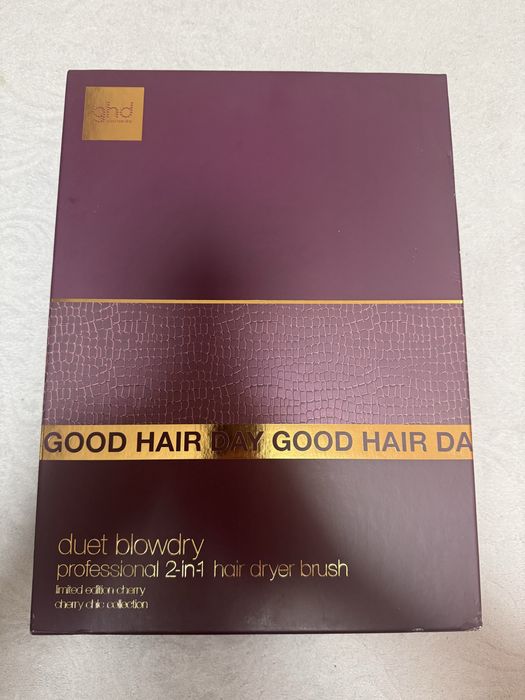 ghd
GOOD HAIR DAY GOOD HAIR DA
duet blowdry
professional 2-in-1 hair dryer brush
limited edition cherry
cherry chic collection